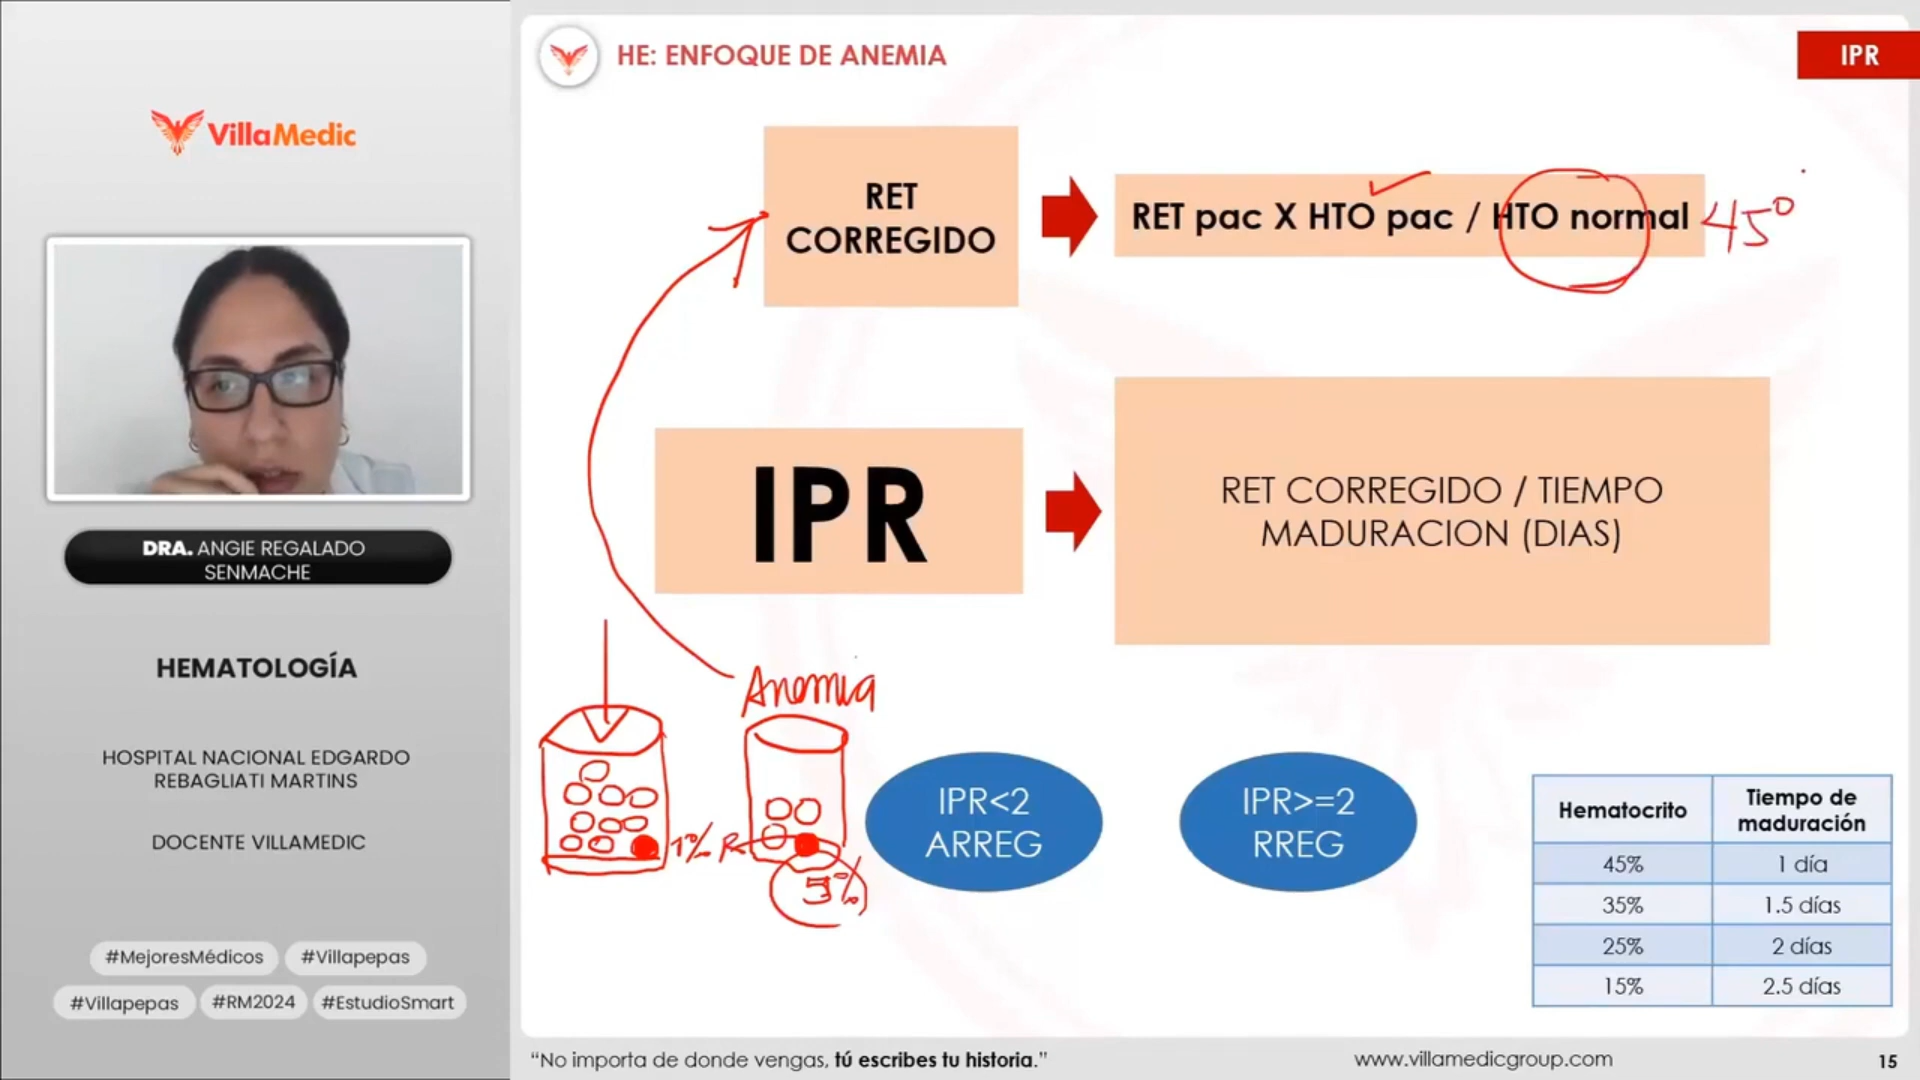 VillaMedic
DRA. ANGIE REGALADO
SENMACHE
HEMATOLOGÍA
HOSPITAL NACIONAL EDGARDO
REBAGLIATI MARTINS
DOCENTE VILLAMEDIC
#MejoresMédicos #Villapepas
#Villapepas #RM2024 #EstudioSmart
HE: ENFOQUE DE ANEMIA
IPR
RET
CORREGIDO
RET pac X HTO pac / HTO normal
45°
IPR
RET CORREGIDO / TIEMPO
MADURACION (DIAS)
Anemia
1% R
5%
IPR<2
ARREG
IPR>=2
RREG
Hematocrito Tiempo de
maduración
45% 1 día
35% 1.5 días
25% 2 días
15% 2.5 días
“No importa de donde vengas, tú escribes tu historia.”
www.villamedicgroup.com
15